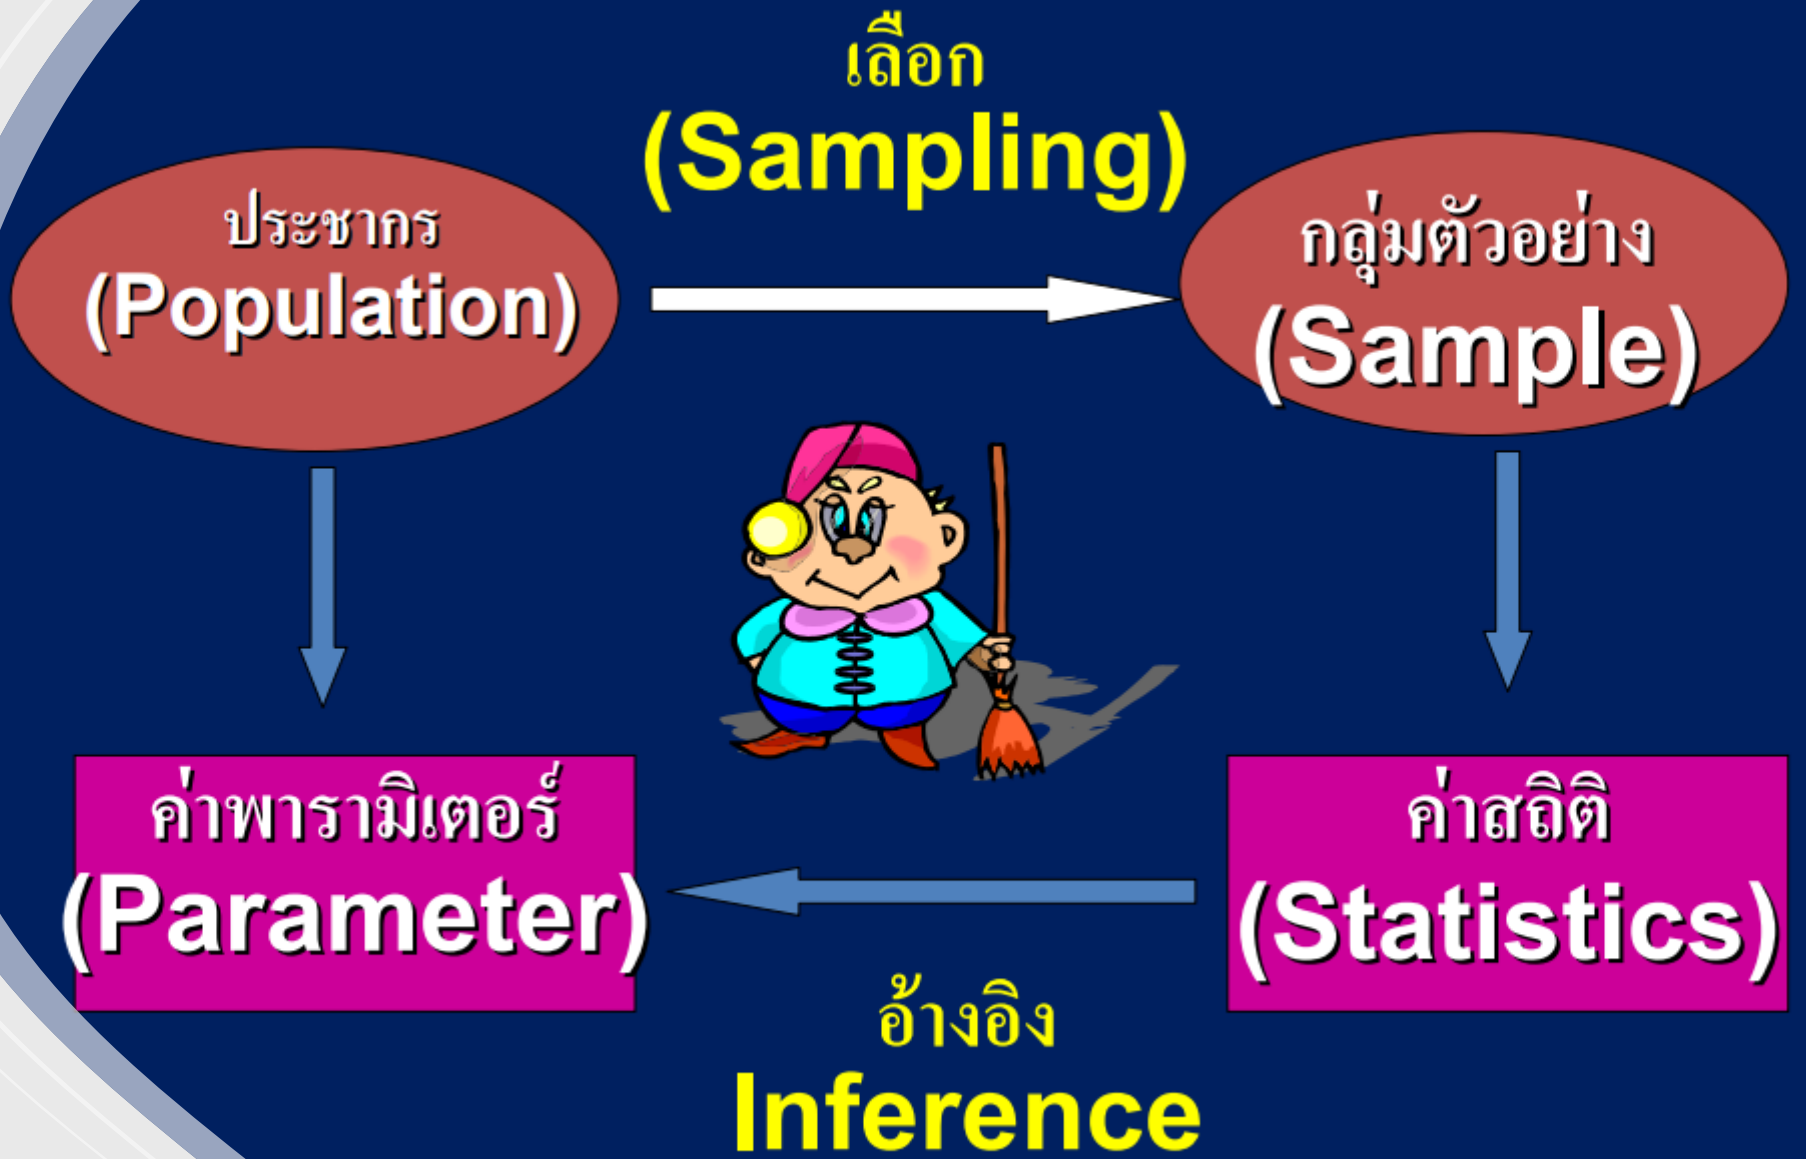 เลือก
(Sampling)
ประชากร
(Population)
กลุ่มตัวอย่าง
(Sample)
ค่าพารามิเตอร์
(Parameter)
ค่าสถิติ
(Statistics)
อ้างอิง
Inference